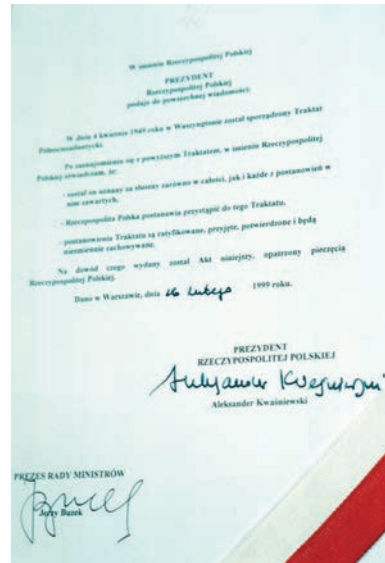 W imieniu Rzeczypospolitej Polskiej
PREZYDENT
Rzeczypospolitej Polskiej
podaje do powszechnej wiadomości:
W dniu 4 kwietnia 1949 roku w Waszyngtonie został sporządzony Traktat
Północnoatlantycki.
Po zaznajomieniu się z powyższym Traktatem, w imieniu Rzeczypospolitej
Polskiej oświadczam, że:
- został on uznany za słuszny zarówno w całości, jak i każde z postanowień w
nim zawartych,
- Rzeczpospolita Polska postanawia przystąpić do tego Traktatu,
- postanowienia Traktatu są ratyfikowane, przyjęte, potwierdzone i będą
niezmiennie zachowywane.
Na dowód czego wydany został Akt niniejszy, opatrzony pieczęcią
Rzeczypospolitej Polskiej.
Dano w Warszawie, dnia 26 lutego 1999 roku.
PREZYDENT
RZECZYPOSPOLITEJ POLSKIEJ
Aleksander Kwaśniewski
Aleksander Kwaśniewski
PREZES RADY MINISTRÓW
Jerzy Buzek